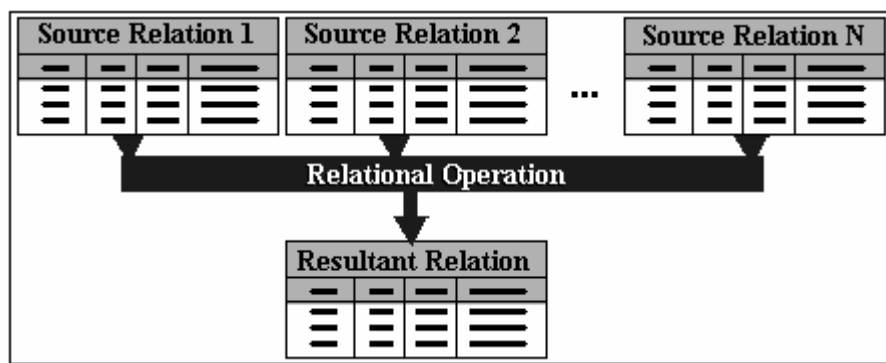 Source Relation 1
Source Relation 2
...
Source Relation N
Relational Operation
Resultant Relation